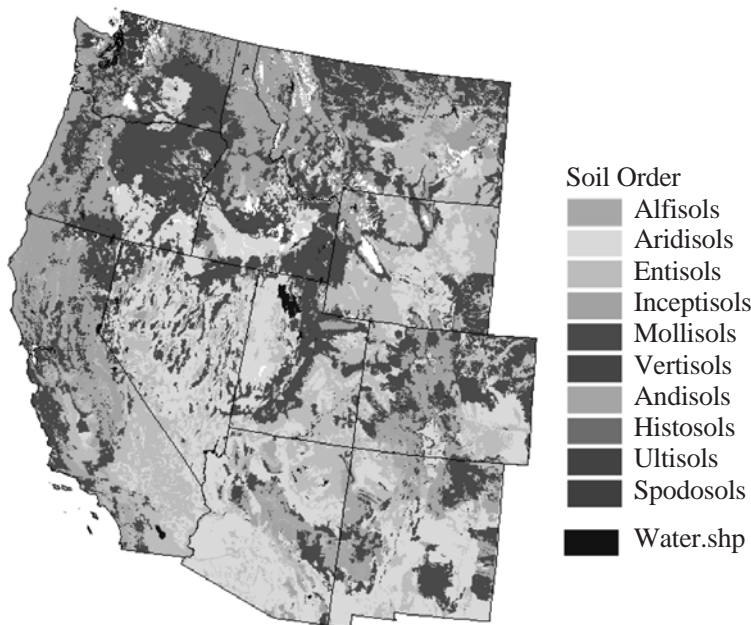 Soil Order
Alfisols
Aridisols
Entisols
Inceptisols
Mollisols
Vertisols
Andisols
Histosols
Ultisols
Spodosols
Water.shp